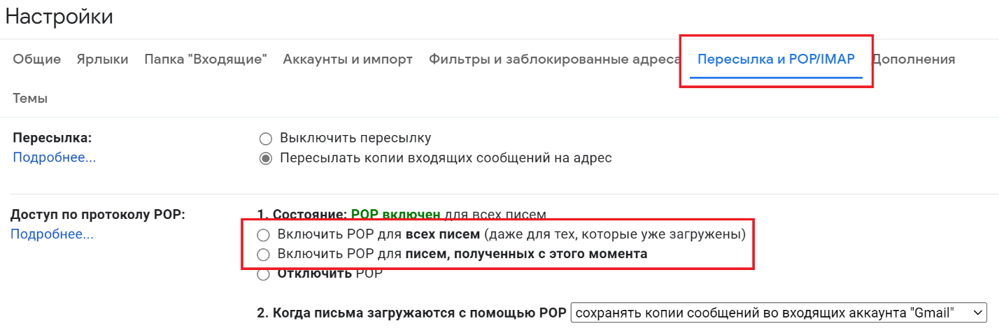 Настройки
Общие Ярлыки Папка "Входящие" Аккаунты и импорт Фильтры и заблокированные адреса Пересылка и POP/IMAP Дополнения
Темы
Пересылка: Выключить пересылку
Подробнее... Пересылать копии входящих сообщений на адрес
Доступ по протоколу POP: 1. Состояние: POP включен для всех писем
Подробнее... Включить POP для всех писем (даже для тех, которые уже загружены)
Включить POP для писем, полученных с этого момента
Отключить POP
2. Когда письма загружаются с помощью POP сохранять копии сообщений во входящих аккаунта "Gmail"